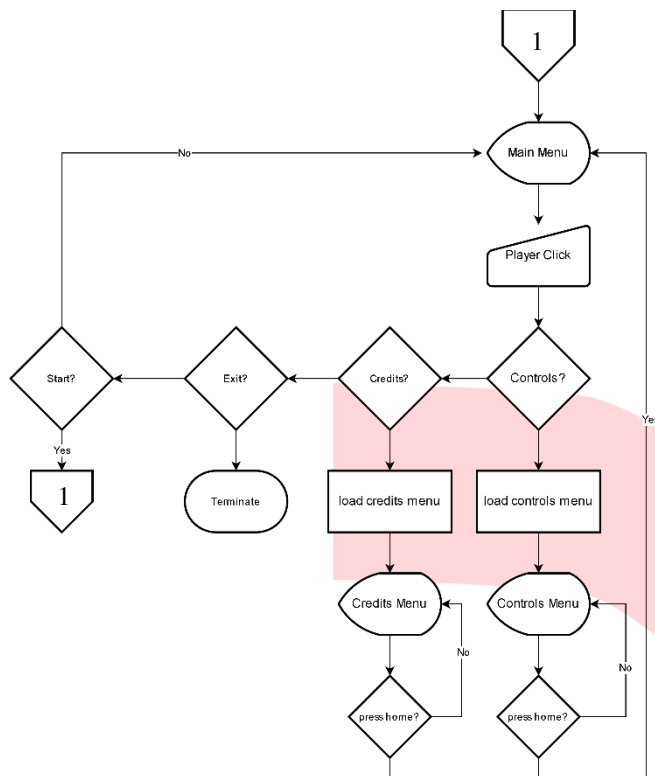 1
Main Menu
No
Player Click
Start?
Exit?
Credits?
Controls?
Yes
Yes
1
Terminate
load credits menu
load controls menu
Credits Menu
Controls Menu
No
No
press home?
press home?